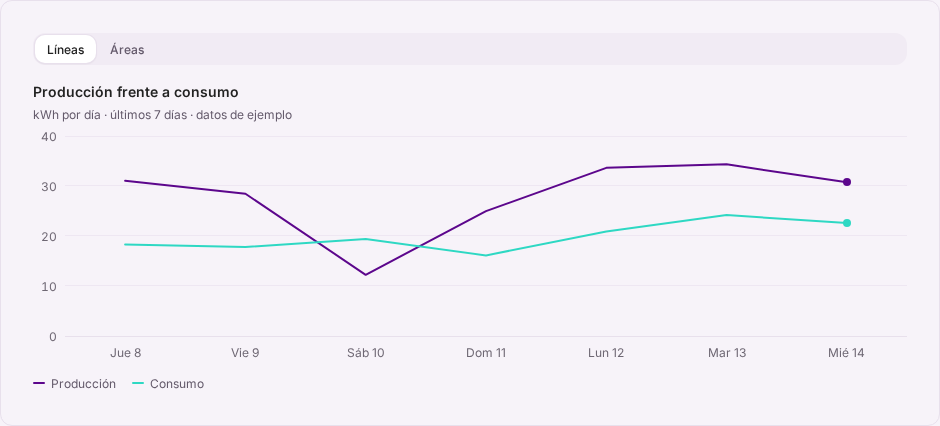 Líneas Áreas
Producción frente a consumo
kWh por día · últimos 7 días · datos de ejemplo
40
30
20
10
0
Jue 8 Vie 9 Sáb 10 Dom 11 Lun 12 Mar 13 Mié 14
Producción Consumo